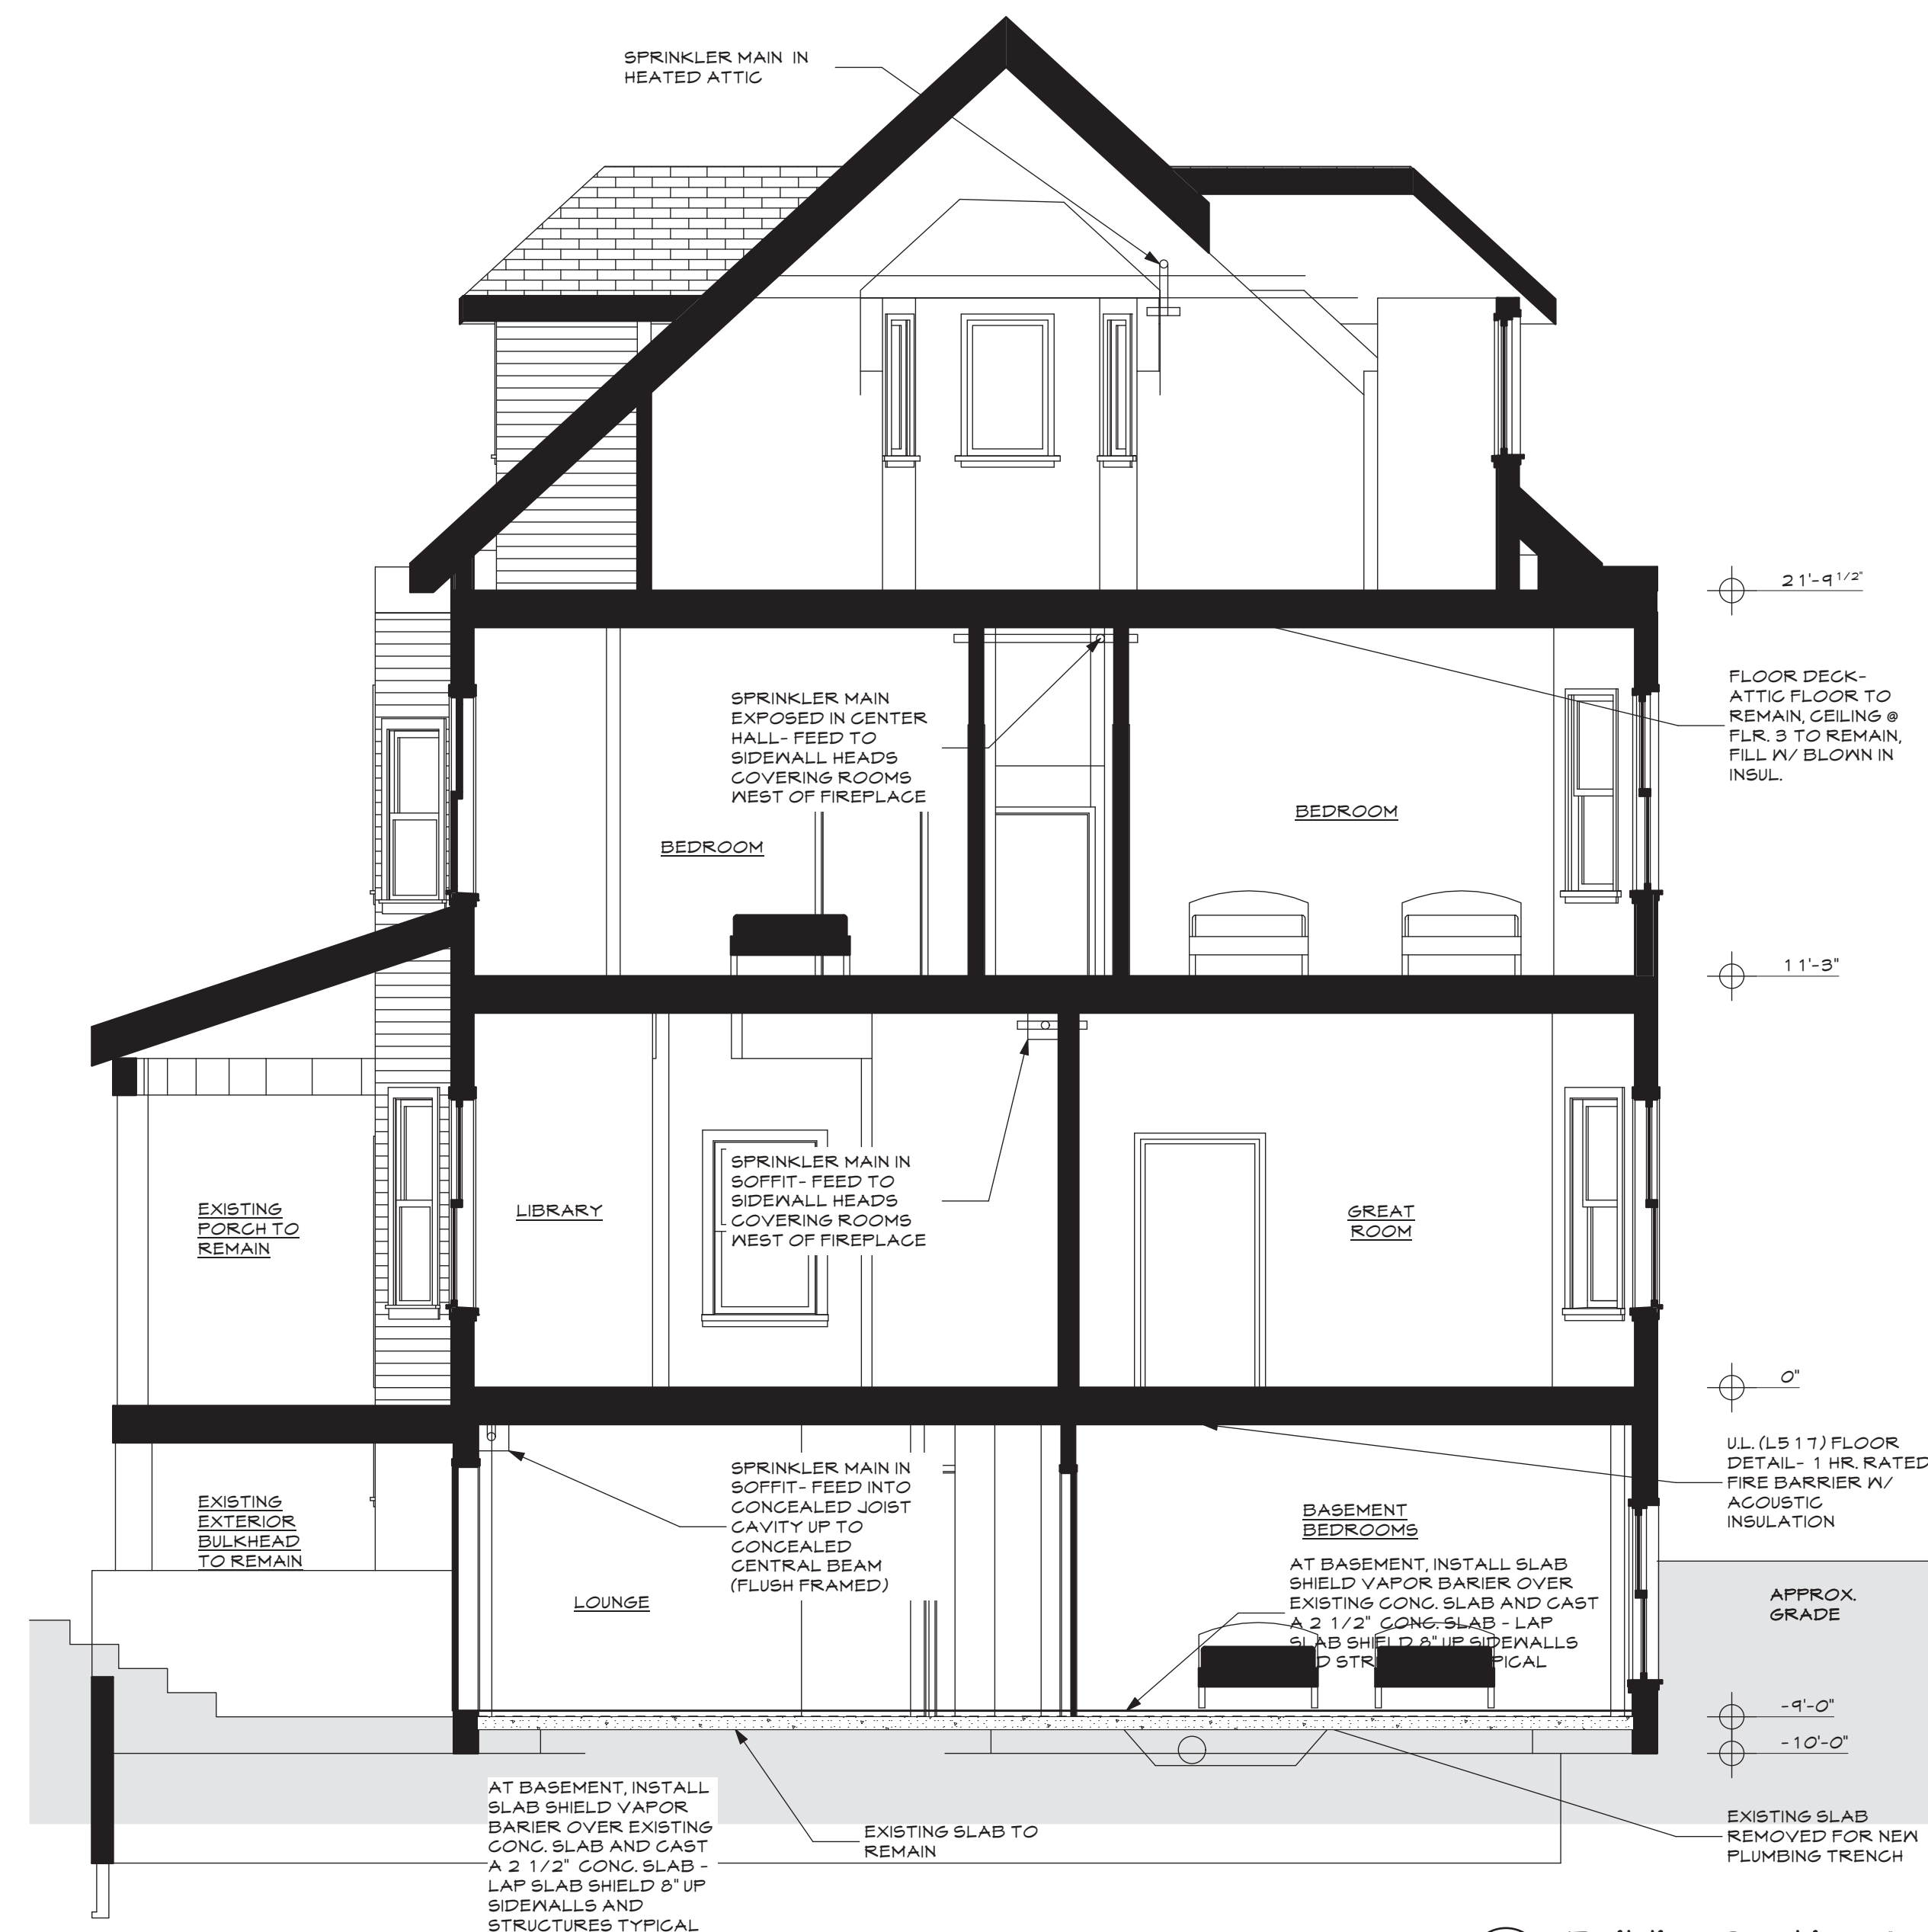 SPRINKLER MAIN IN
HEATED ATTIC
21'-9 1/2"
FLOOR DECK-
ATTIC FLOOR TO
REMAIN, CEILING @
FLR. 3 TO REMAIN,
FILL W/ BLOWN IN
INSUL.
SPRINKLER MAIN
EXPOSED IN CENTER
HALL- FEED TO
SIDEWALL HEADS
COVERING ROOMS
WEST OF FIREPLACE
BEDROOM
BEDROOM
11'-3"
EXISTING
PORCH TO
REMAIN
LIBRARY
SPRINKLER MAIN IN
SOFFIT- FEED TO
SIDEWALL HEADS
COVERING ROOMS
WEST OF FIREPLACE
GREAT
ROOM
0"
U.L. (L517) FLOOR
DETAIL- 1 HR. RATED
FIRE BARRIER W/
ACOUSTIC
INSULATION
EXISTING
EXTERIOR
BULKHEAD
TO REMAIN
SPRINKLER MAIN IN
SOFFIT- FEED INTO
CONCEALED JOIST
CAVITY UP TO
CONCEALED
CENTRAL BEAM
(FLUSH FRAMED)
LOUNGE
BASEMENT
BEDROOMS
AT BASEMENT, INSTALL SLAB
SHIELD VAPOR BARIER OVER
EXISTING CONC. SLAB AND CAST
A 2 1/2" CONC. SLAB - LAP
SLAB SHIELD 8" UP SIDEWALLS
APPROX.
GRADE
-9'-0"
-10'-0"
AT BASEMENT, INSTALL
SLAB SHIELD VAPOR
BARIER OVER EXISTING
CONC. SLAB AND CAST
A 2 1/2" CONC. SLAB -
LAP SLAB SHIELD 8" UP
SIDEWALLS AND
STRUCTURES TYPICAL
EXISTING SLAB TO
REMAIN
EXISTING SLAB
REMOVED FOR NEW
PLUMBING TRENCH